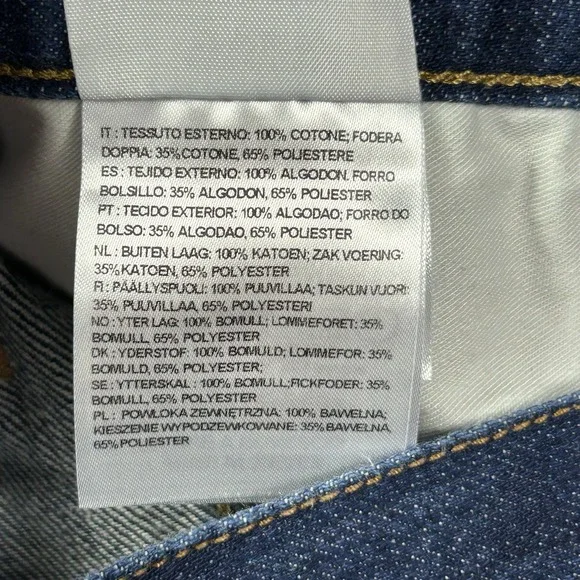 IT : TESSUTO ESTERNO: 100% COTONE; FODERA
DOPPIA: 35%COTONE, 65% POLIESTERE
ES : TEJIDO EXTERNO: 100% ALGODON. FORRO
BOLSILLO: 35% ALGODON, 65% POLIESTER
PT : TECIDO EXTERIOR: 100% ALGODAO; FORRO DO
BOLSO: 35% ALGODAO, 65% POLIESTER
NL : BUITEN LAAG: 100% KATOEN; ZAK VOERING:
35%KATOEN, 65% POLYESTER
FI : PÄÄLLYSPUOLI: 100% PUUVILLAA; TASKUN VUORI:
35% PUUVILLAA, 65% POLYESTERI
NO : YTER LAG: 100% BOMULL; LOMMEFORET: 35%
BOMULL, 65% POLYESTER
DK : YDERSTOF: 100% BOMULD; LOMMEFOR: 35%
BOMULD, 65% POLYESTER;
SE : YTTERSKAL : 100% BOMULL;FICKFODER: 35%
BOMULL, 65% POLYESTER
PL : POWLOKA ZEWNĘTRZNA: 100% BAWELNA;
KIESZENIE WYPODZEWKOWANE: 35% BAWELNA,
65% POLIESTER